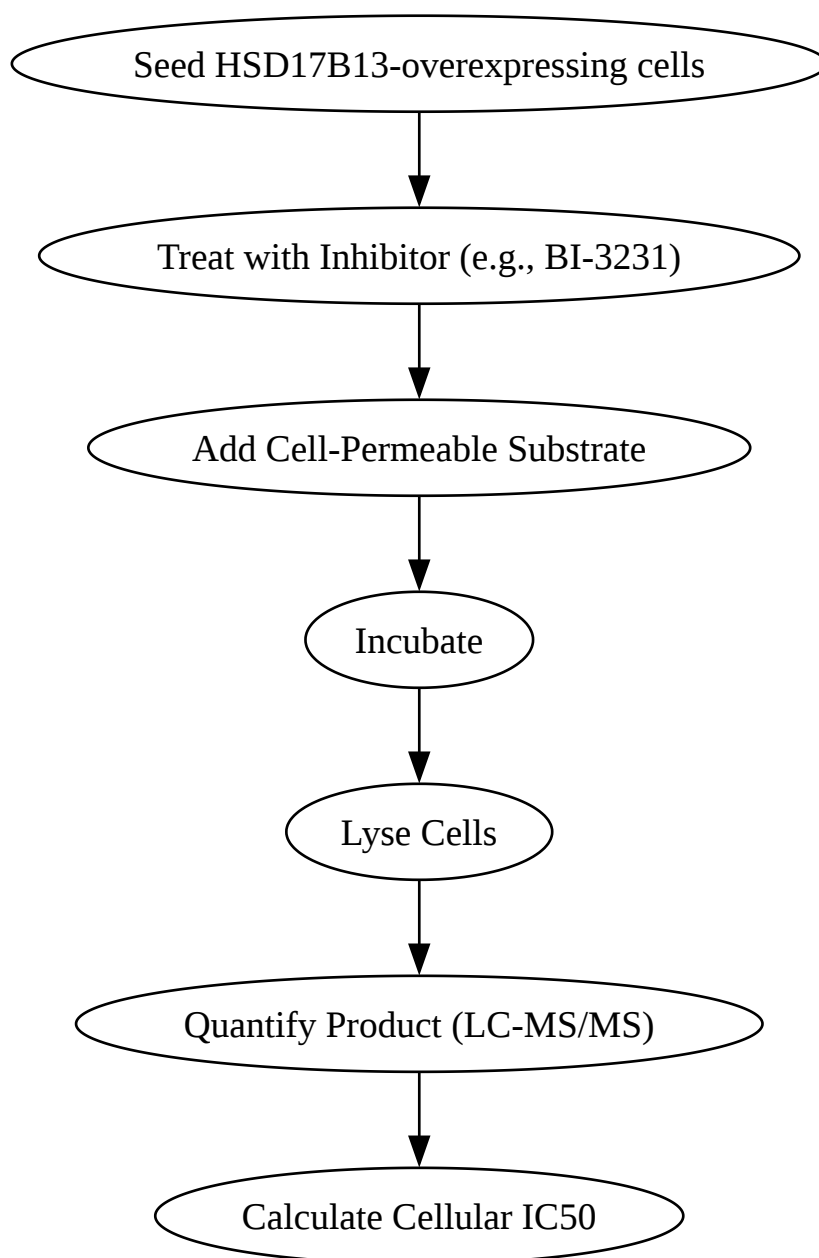 Seed HSD17B13-overexpressing cells
Treat with Inhibitor (e.g., BI-3231)
Add Cell-Permeable Substrate
Incubate
Lyse Cells
Quantify Product (LC-MS/MS)
Calculate Cellular IC50